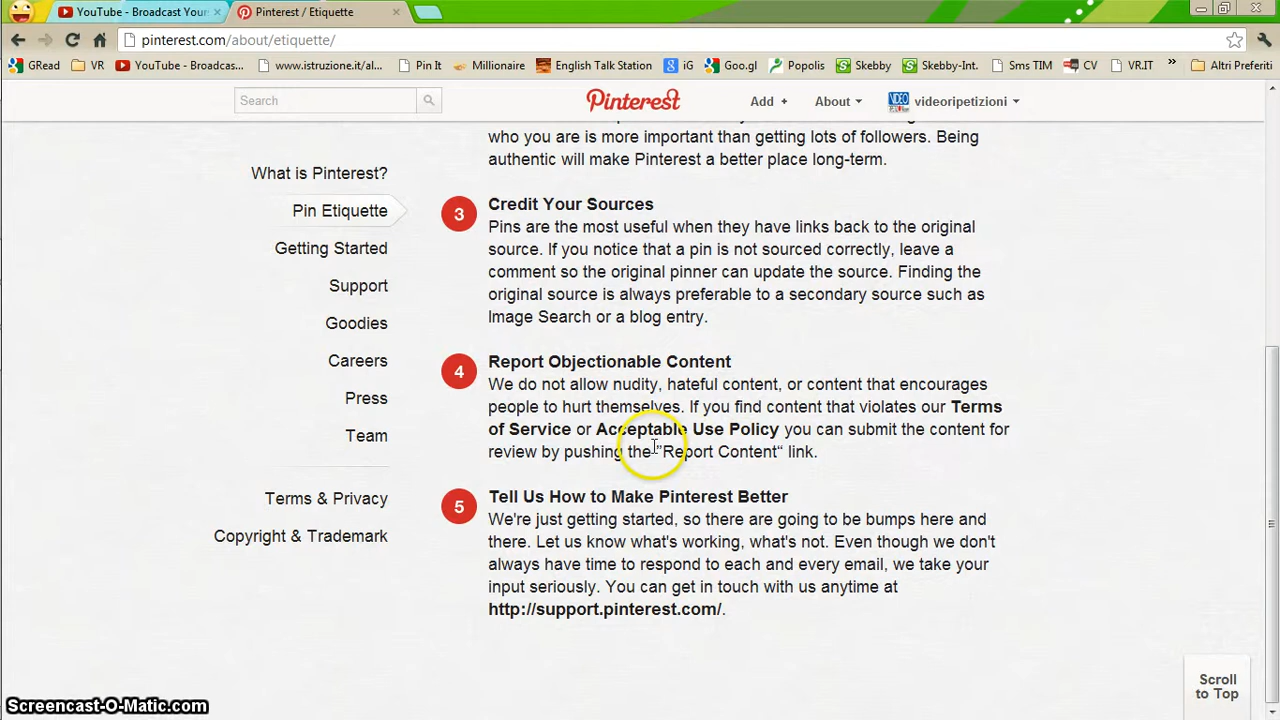 YouTube - Broadcast Your
Pinterest / Etiquette
pinterest.com/about/etiquette/
GRead
VR
YouTube - Broadcas...
www.istruzione.it/al...
Pin It
Millionaire
English Talk Station
iG
Goo.gl
Popolis
Skebby
Skebby-Int.
Sms TIM
CV
VR.IT
»
Altri Preferiti
Search
Pinterest
Add +
About
VIDEO
videoripetizioni
who you are is more important than getting lots of followers. Being
authentic will make Pinterest a better place long-term.
What is Pinterest?
Pin Etiquette
Getting Started
Support
Goodies
Careers
Press
Team
Terms & Privacy
Copyright & Trademark
3
Credit Your Sources
Pins are the most useful when they have links back to the original
source. If you notice that a pin is not sourced correctly, leave a
comment so the original pinner can update the source. Finding the
original source is always preferable to a secondary source such as
Image Search or a blog entry.
4
Report Objectionable Content
We do not allow nudity, hateful content, or content that encourages
people to hurt themselves. If you find content that violates our Terms
of Service or Acceptable Use Policy you can submit the content for
review by pushing the "Report Content“ link.
5
Tell Us How to Make Pinterest Better
We're just getting started, so there are going to be bumps here and
there. Let us know what's working, what's not. Even though we don't
always have time to respond to each and every email, we take your
input seriously. You can get in touch with us anytime at
http://support.pinterest.com/.
Scroll
to Top
Screencast-O-Matic.com